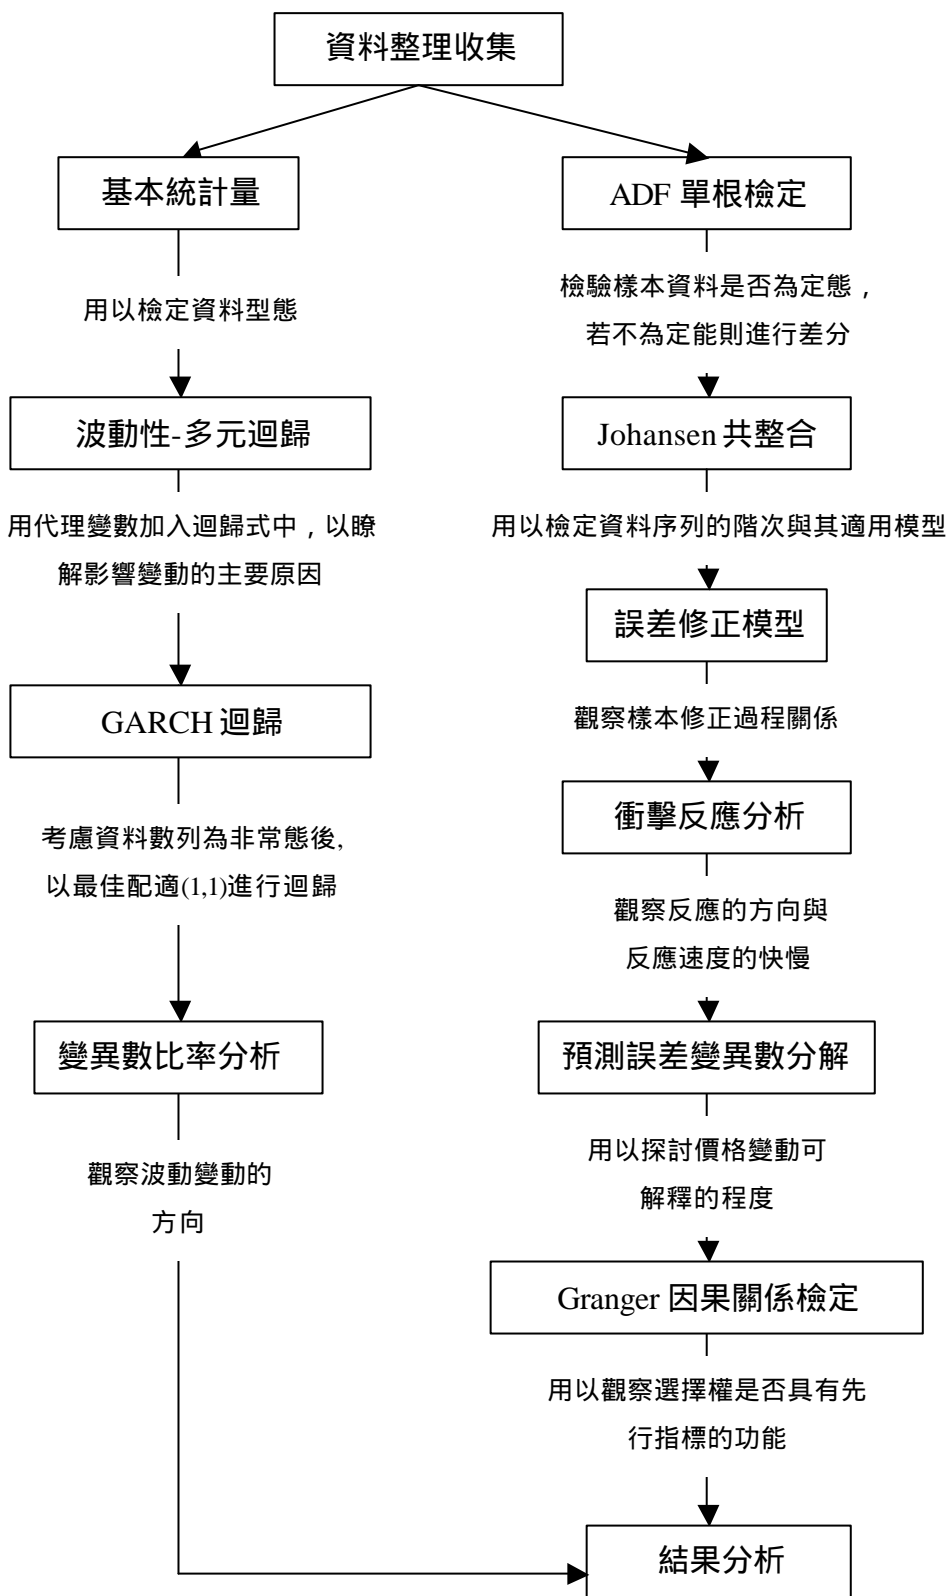 資料整理收集
基本統計量
用以檢定資料型態
波動性-多元迴歸
用代理變數加入迴歸式中，以瞭
解影響變動的主要原因
GARCH 迴歸
考慮資料數列為非常態後,
以最佳配適(1,1)進行迴歸
變異數比率分析
觀察波動變動的
方向
ADF 單根檢定
檢驗樣本資料是否為定態，
若不為定能則進行差分
Johansen 共整合
用以檢定資料序列的階次與其適用模型
誤差修正模型
觀察樣本修正過程關係
衝擊反應分析
觀察反應的方向與
反應速度的快慢
預測誤差變異數分解
用以探討價格變動可
解釋的程度
Granger 因果關係檢定
用以觀察選擇權是否具有先
行指標的功能
結果分析